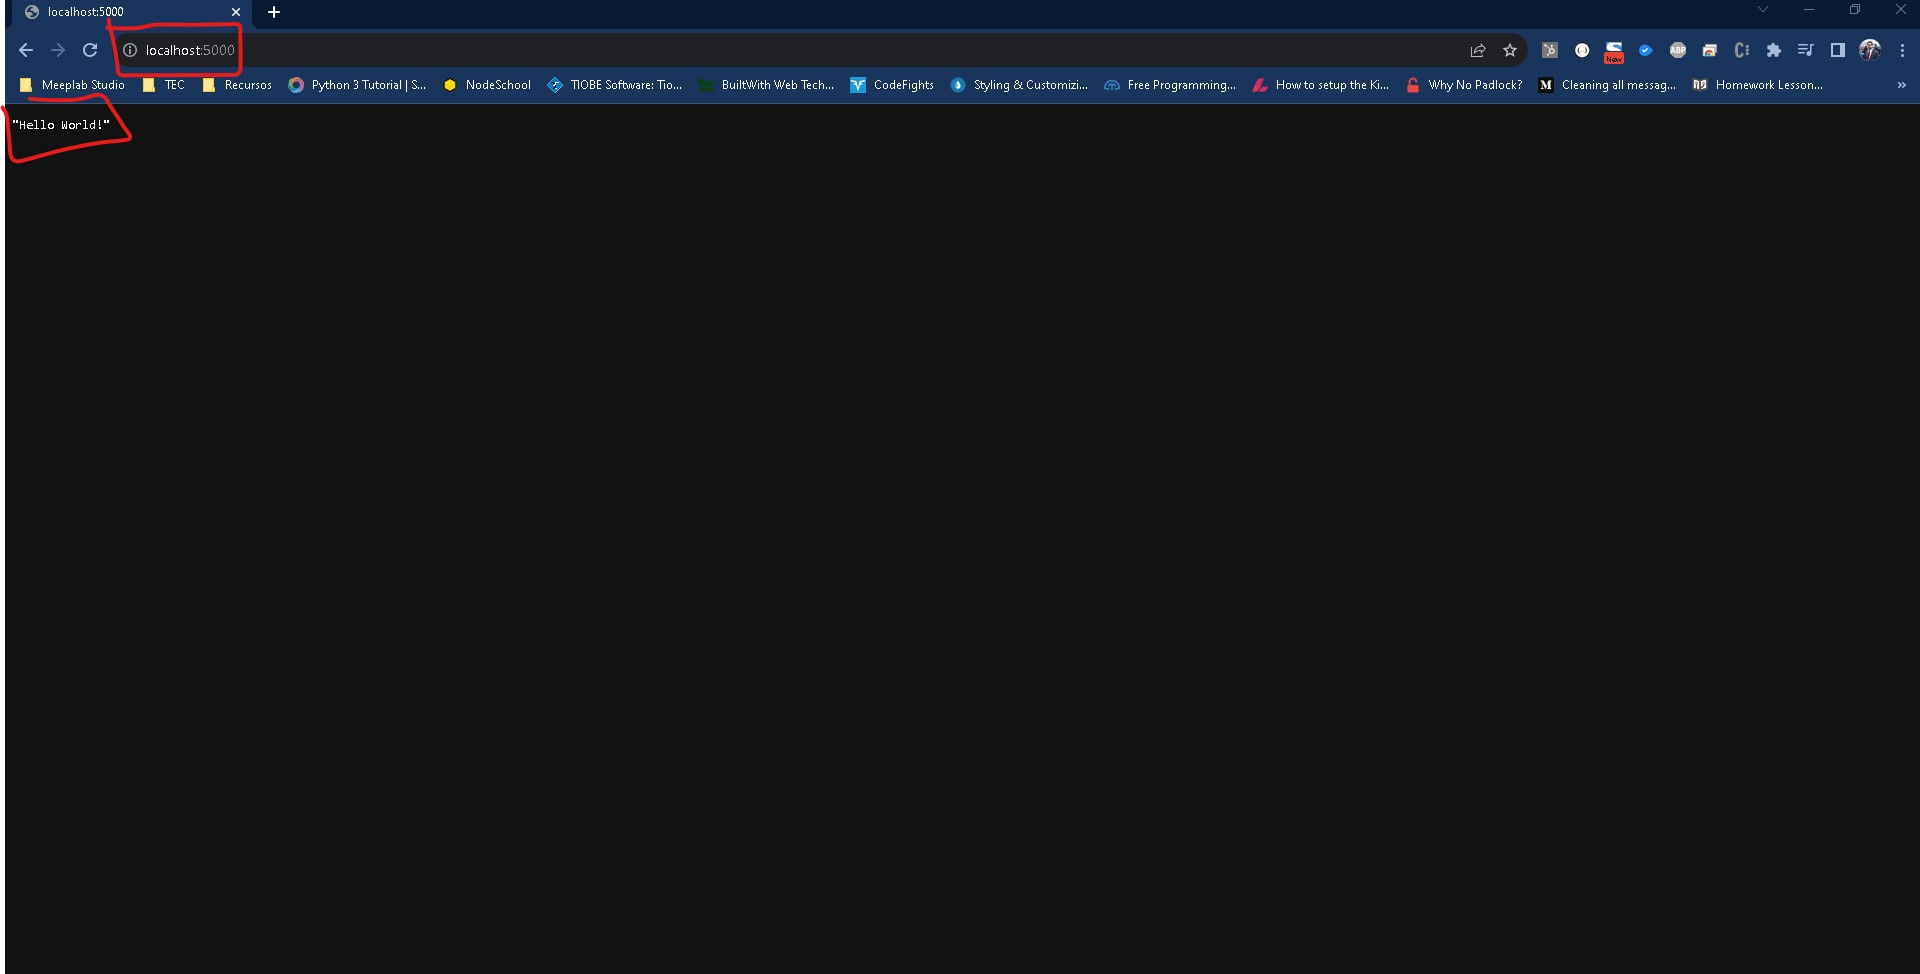 localhost:5000
localhost:5000
New
ABP
Meeplab Studio TEC Recursos Python 3 Tutorial | S... NodeSchool TIOBE Software: Tio... BuiltWith Web Tech... CodeFights Styling & Customizi... Free Programming... How to setup the Ki... Why No Padlock? M Cleaning all messag... Homework Lesson... »
"Hello World!"